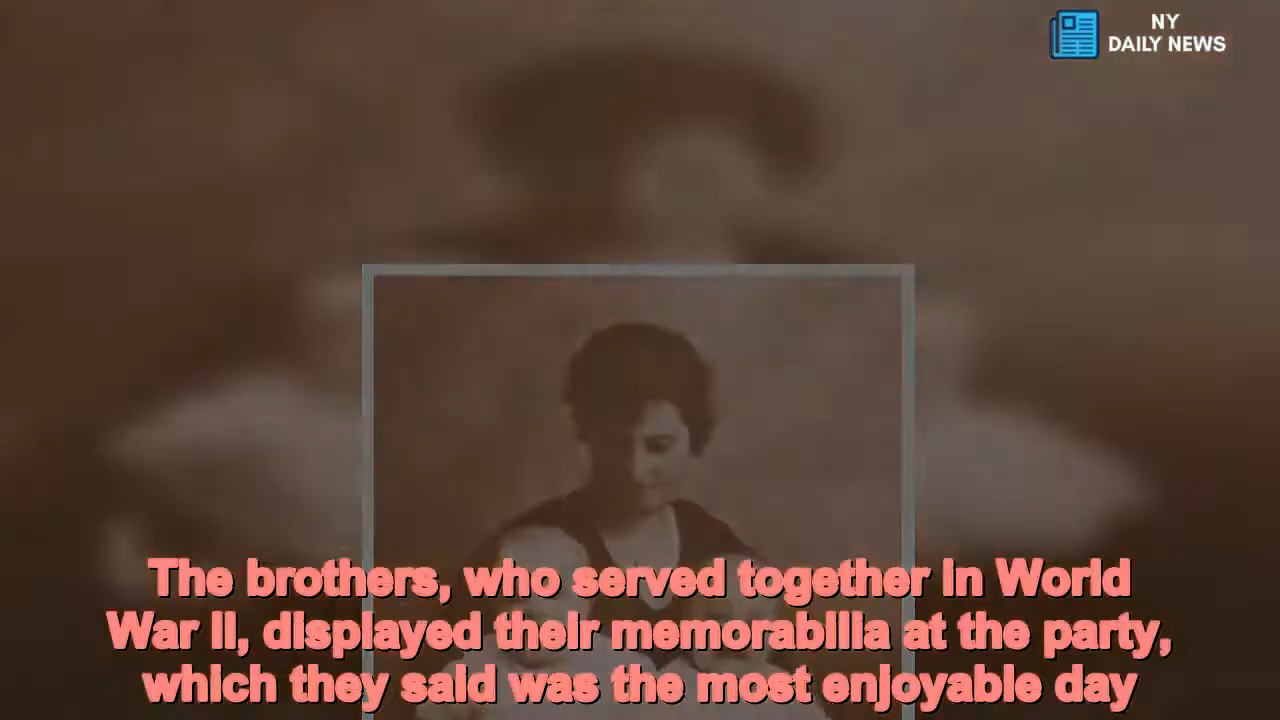 NY
DAILY NEWS
The brothers, who served together in World
War II, displayed their memorabilia at the party,
which they said was the most enjoyable day